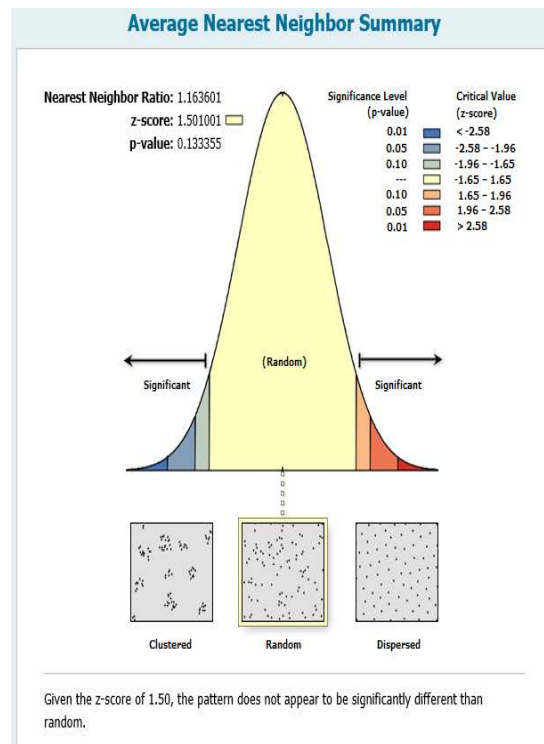 Average Nearest Neighbor Summary
Nearest Neighbor Ratio: 1.163601
z-score: 1.501001
p-value: 0.133355
Significance Level
(p-value)
Critical Value
(z-score)
0.01 < -2.58
0.05 -2.58 – -1.96
0.10 -1.96 – -1.65
--- -1.65 – 1.65
0.10 1.65 – 1.96
0.05 1.96 – 2.58
0.01 > 2.58
(Random)
Significant
Significant
Clustered
Random
Dispersed
Given the z-score of 1.50, the pattern does not appear to be significantly different than
random.